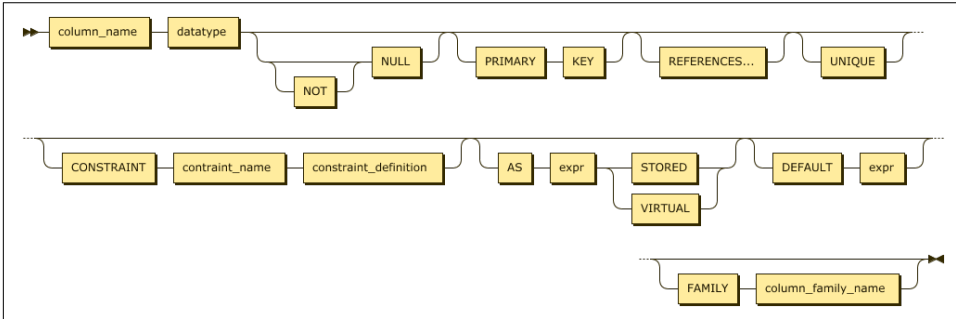 column_name datatype NULL PRIMARY KEY REFERENCES... UNIQUE
NOT
CONSTRAINT contraint_name constraint_definition AS expr STORED DEFAULT expr
VIRTUAL
FAMILY column_family_name